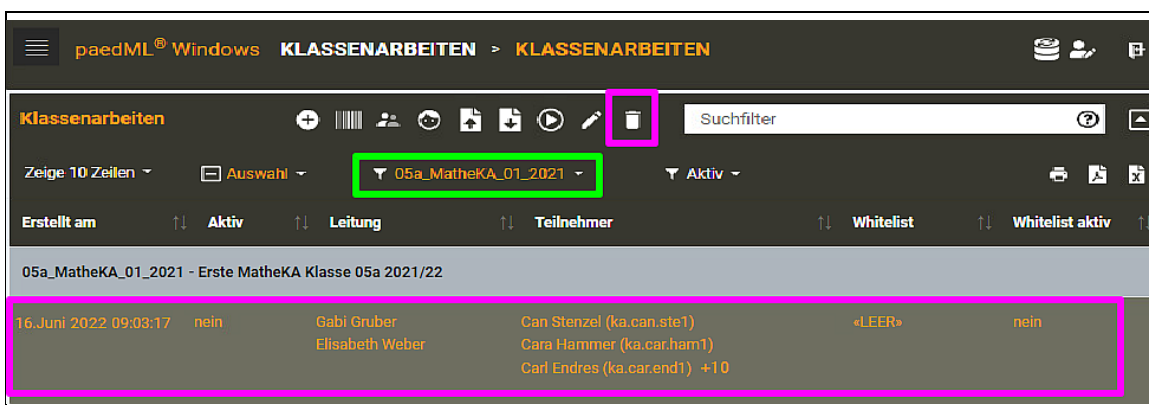 paedML® Windows KLASSENARBEITEN > KLASSENARBEITEN
Klassenarbeiten Suchfilter
Zeige 10 Zeilen Auswahl 05a_MatheKA_01_2021 Aktiv
Erstellt am Aktiv Leitung Teilnehmer Whitelist Whitelist aktiv
05a_MatheKA_01_2021 - Erste MatheKA Klasse 05a 2021/22
16.Juni 2022 09:03:17 nein Gabi Gruber Can Stenzel (ka.can.ste1) «LEER» nein
Elisabeth Weber Cara Hammer (ka.car.ham1)
Carl Endres (ka.car.end1) +10